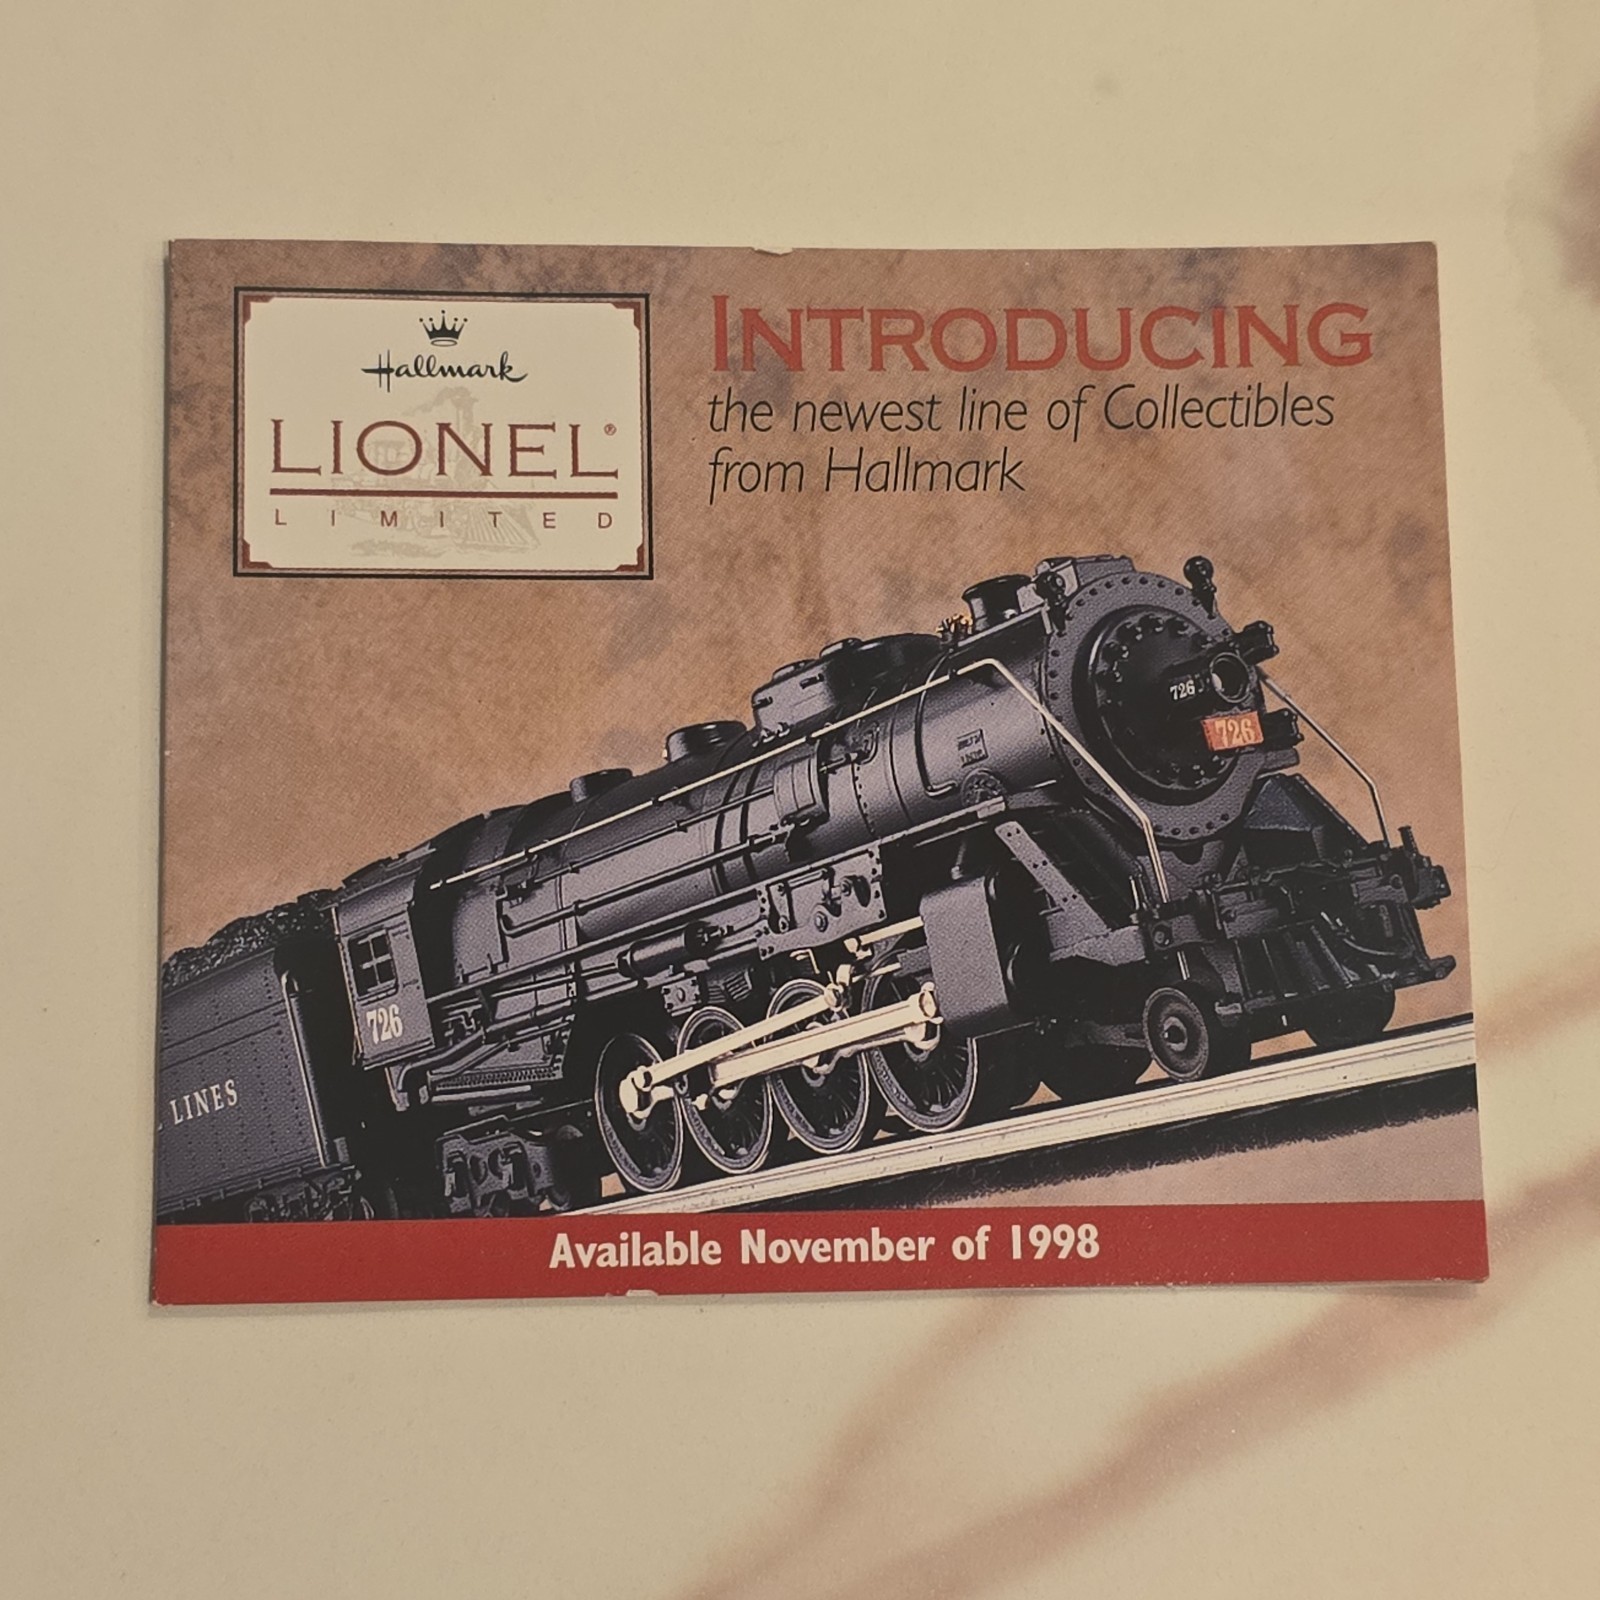 Hallmark
LIONEL®
LIMITED
INTRODUCING
the newest line of Collectibles
from Hallmark
726
726
726
LINES
Available November of 1998